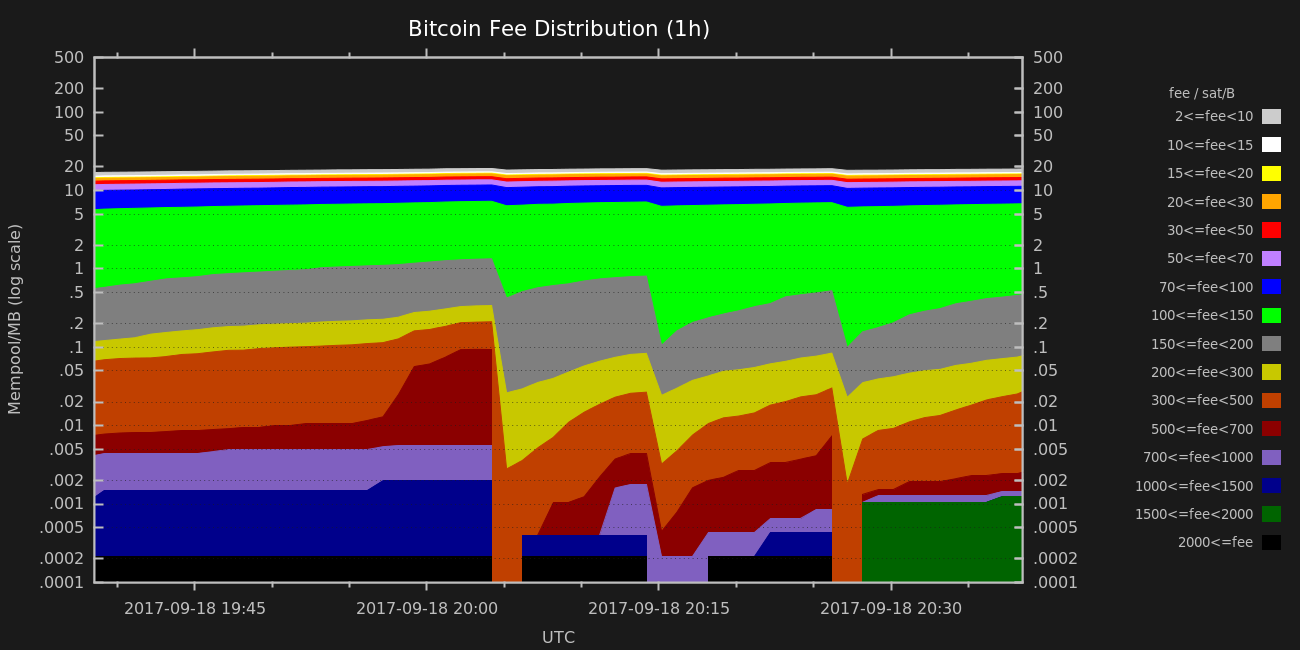 Bitcoin Fee Distribution (1h)
500
200
100
50
20
10
5
2
1
.5
.2
.1
.05
.02
.01
.005
.002
.001
.0005
.0002
.0001
Mempool/MB (log scale)
500
200
100
50
20
10
5
2
1
.5
.2
.1
.05
.02
.01
.005
.002
.001
.0005
.0002
.0001
2017-09-18 19:45
2017-09-18 20:00
2017-09-18 20:15
2017-09-18 20:30
UTC
fee / sat/B
2<=fee<10
10<=fee<15
15<=fee<20
20<=fee<30
30<=fee<50
50<=fee<70
70<=fee<100
100<=fee<150
150<=fee<200
200<=fee<300
300<=fee<500
500<=fee<700
700<=fee<1000
1000<=fee<1500
1500<=fee<2000
2000<=fee